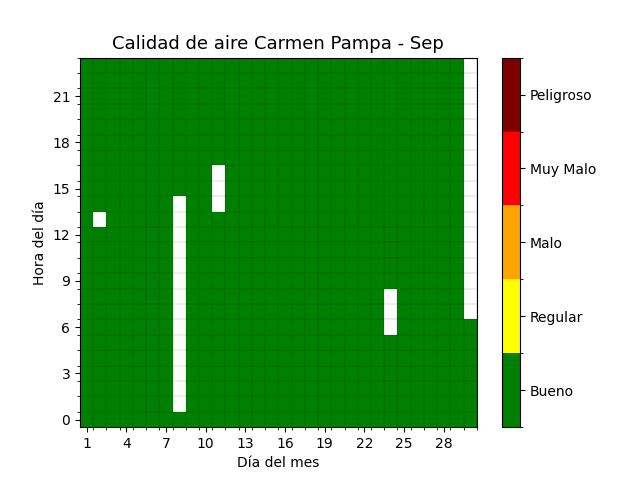 Calidad de aire Carmen Pampa - Sep
Hora del día
21
18
15
12
9
6
3
0
1 4 7 10 13 16 19 22 25 28
Día del mes
Peligroso
Muy Malo
Malo
Regular
Bueno